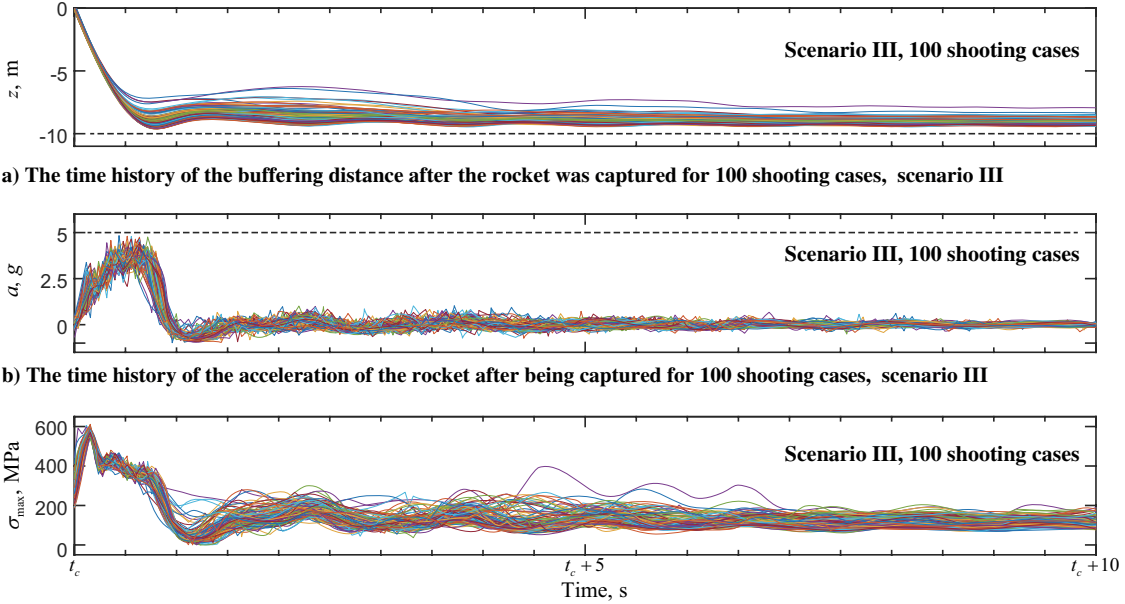 0
-5
-10
z, m
Scenario III, 100 shooting cases
a) The time history of the buffering distance after the rocket was captured for 100 shooting cases, scenario III
5
2.5
0
a, g
Scenario III, 100 shooting cases
b) The time history of the acceleration of the rocket after being captured for 100 shooting cases, scenario III
600
400
200
0
σmax, MPa
Scenario III, 100 shooting cases
tc
tc + 5
tc + 10
Time, s